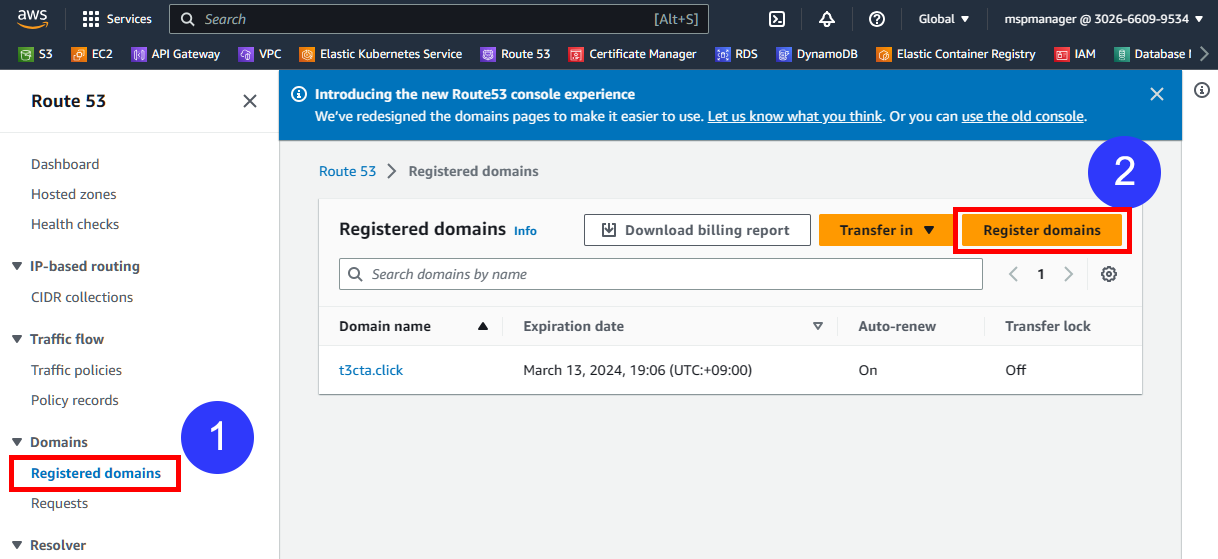 aws
Services
Search
[Alt+S]
Global
mspmanager @ 3026-6609-9534
S3
EC2
API Gateway
VPC
Elastic Kubernetes Service
Route 53
Certificate Manager
RDS
DynamoDB
Elastic Container Registry
IAM
Database
Route 53
Dashboard
Hosted zones
Health checks
IP-based routing
CIDR collections
Traffic flow
Traffic policies
Policy records
Domains
1
Registered domains
Requests
Resolver
Introducing the new Route53 console experience
We've redesigned the domains pages to make it easier to use. Let us know what you think. Or you can use the old console.
Route 53
Registered domains
2
Registered domains Info
Download billing report
Transfer in
Register domains
Search domains by name
1
Domain name
Expiration date
Auto-renew
Transfer lock
t3cta.click
March 13, 2024, 19:06 (UTC:+09:00)
On
Off